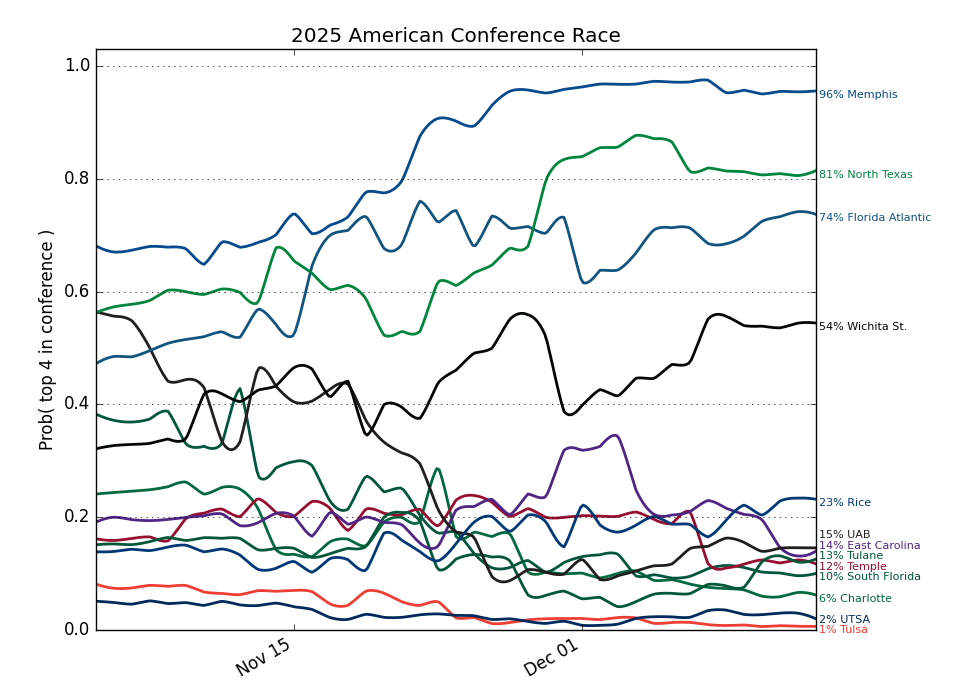 2025 American Conference Race
Prob( top 4 in conference )
1.0
0.8
0.6
0.4
0.2
0.0
Nov 15
Dec 01
96% Memphis
81% North Texas
74% Florida Atlantic
54% Wichita St.
23% Rice
15% UAB
14% East Carolina
13% Tulane
12% Temple
10% South Florida
6% Charlotte
2% UTSA
1% Tulsa